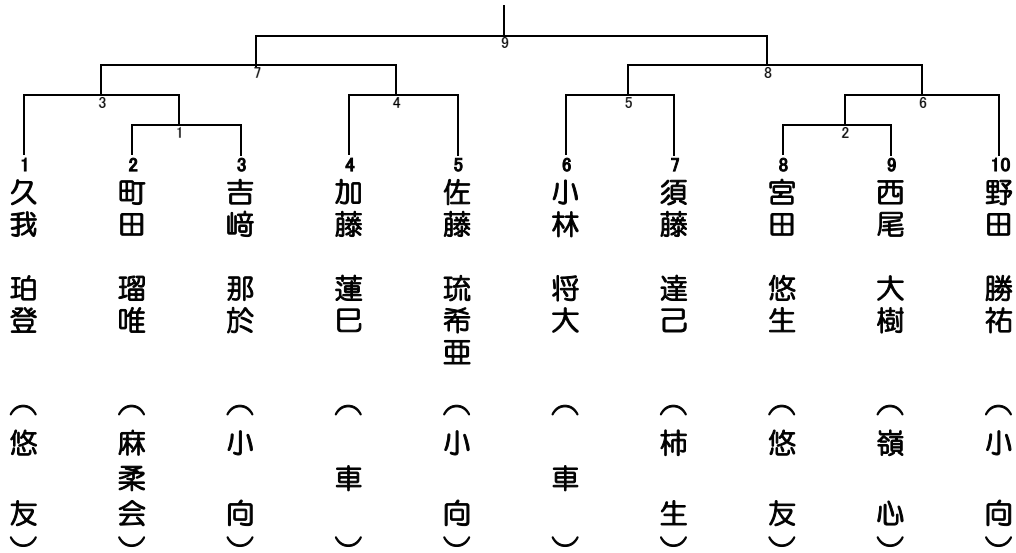 9
7
8
3
4
5
6
1
2
1 久我 珀登 (悠 友)
2 町田 瑠唯 (麻柔会)
3 吉﨑 那於 (小 向)
4 加藤 蓮巳 (車)
5 佐藤 琉希亜 (小 向)
6 小林 将大 (車)
7 須藤 達己 (柿 生)
8 宮田 悠生 (悠 友)
9 西尾 大樹 (嶺 心)
10 野田 勝祐 (小 向)